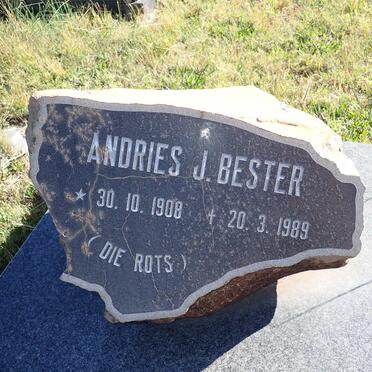 ANDRIES J. BESTER
* 30. 10. 1908 † 20. 3. 1989
(DIE ROTS)